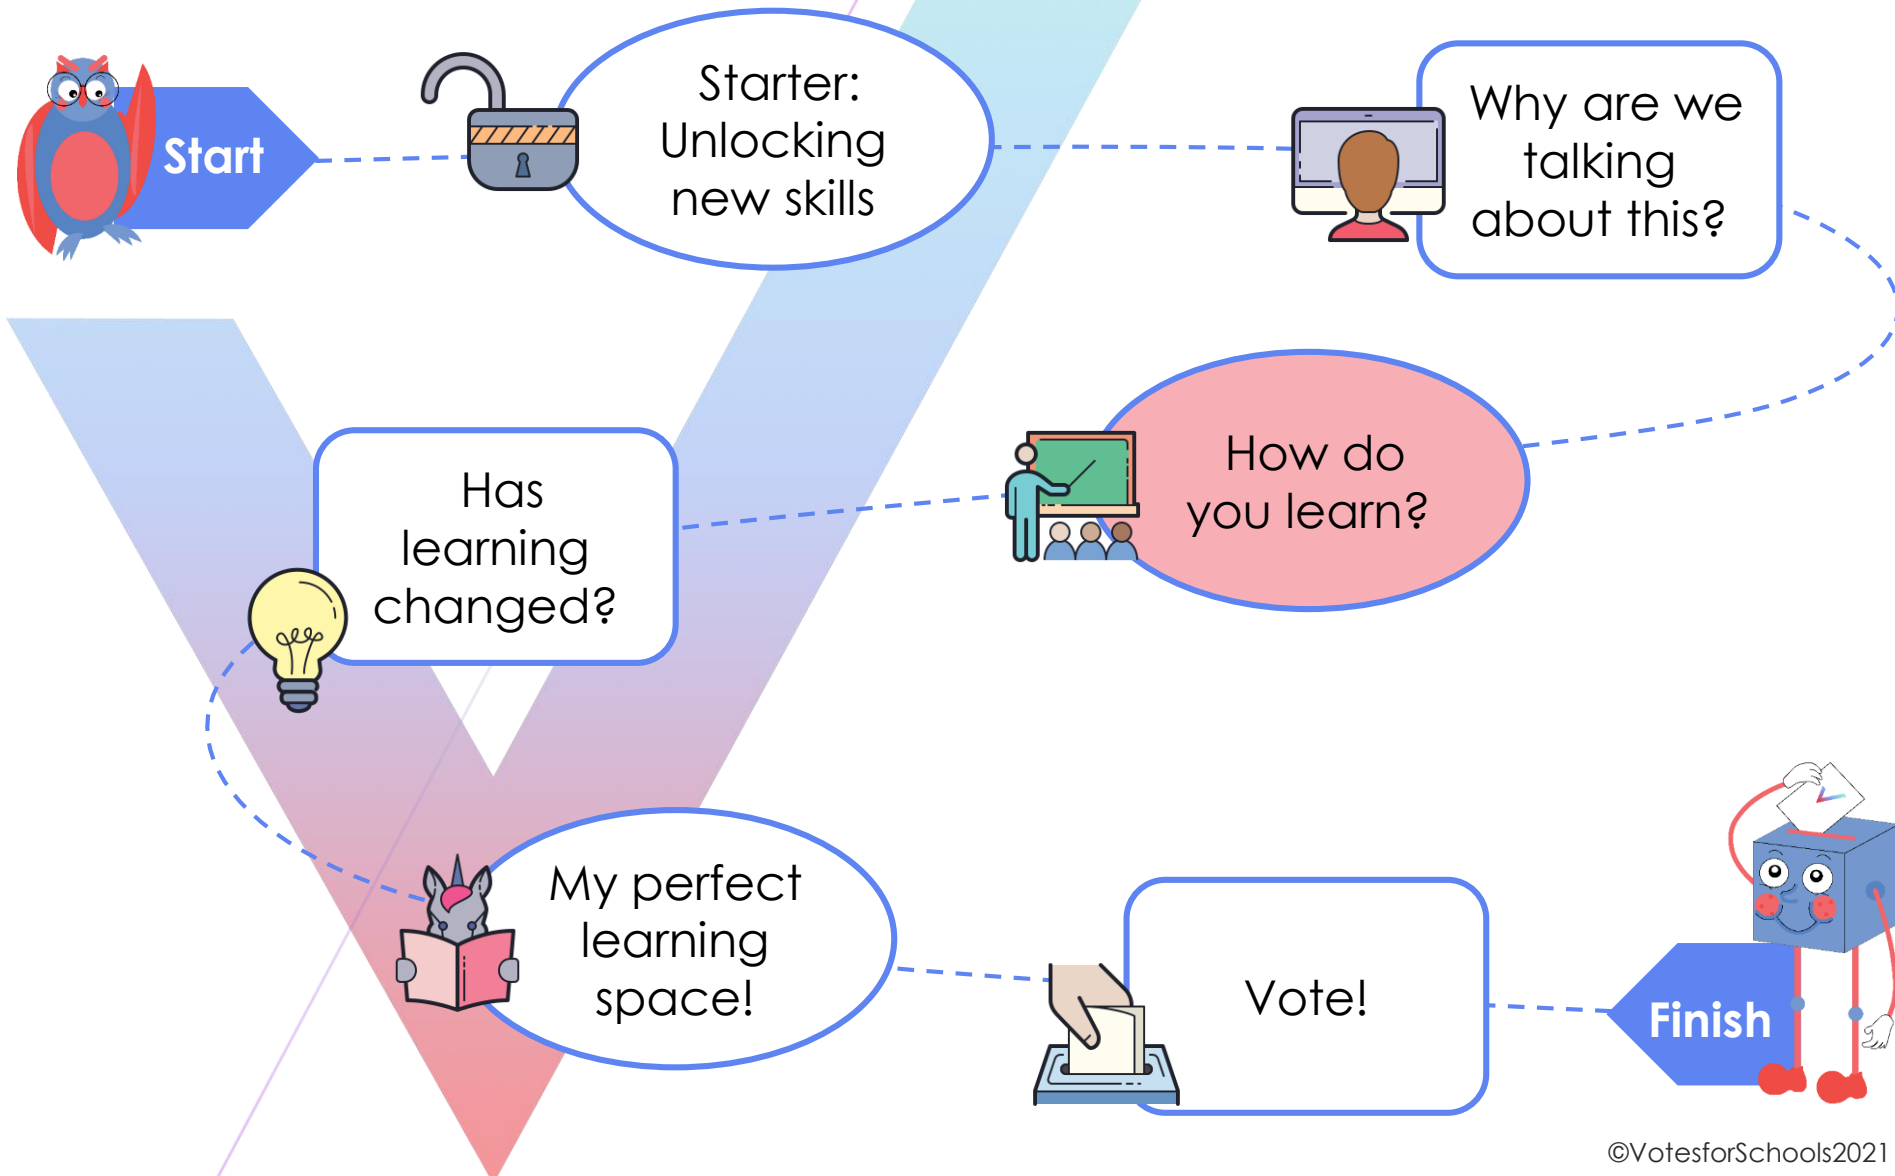 Start
Starter:
Unlocking
new skills
Why are we
talking
about this?
How do
you learn?
Has
learning
changed?
My perfect
learning
space!
Vote!
Finish
©VotesforSchools2021